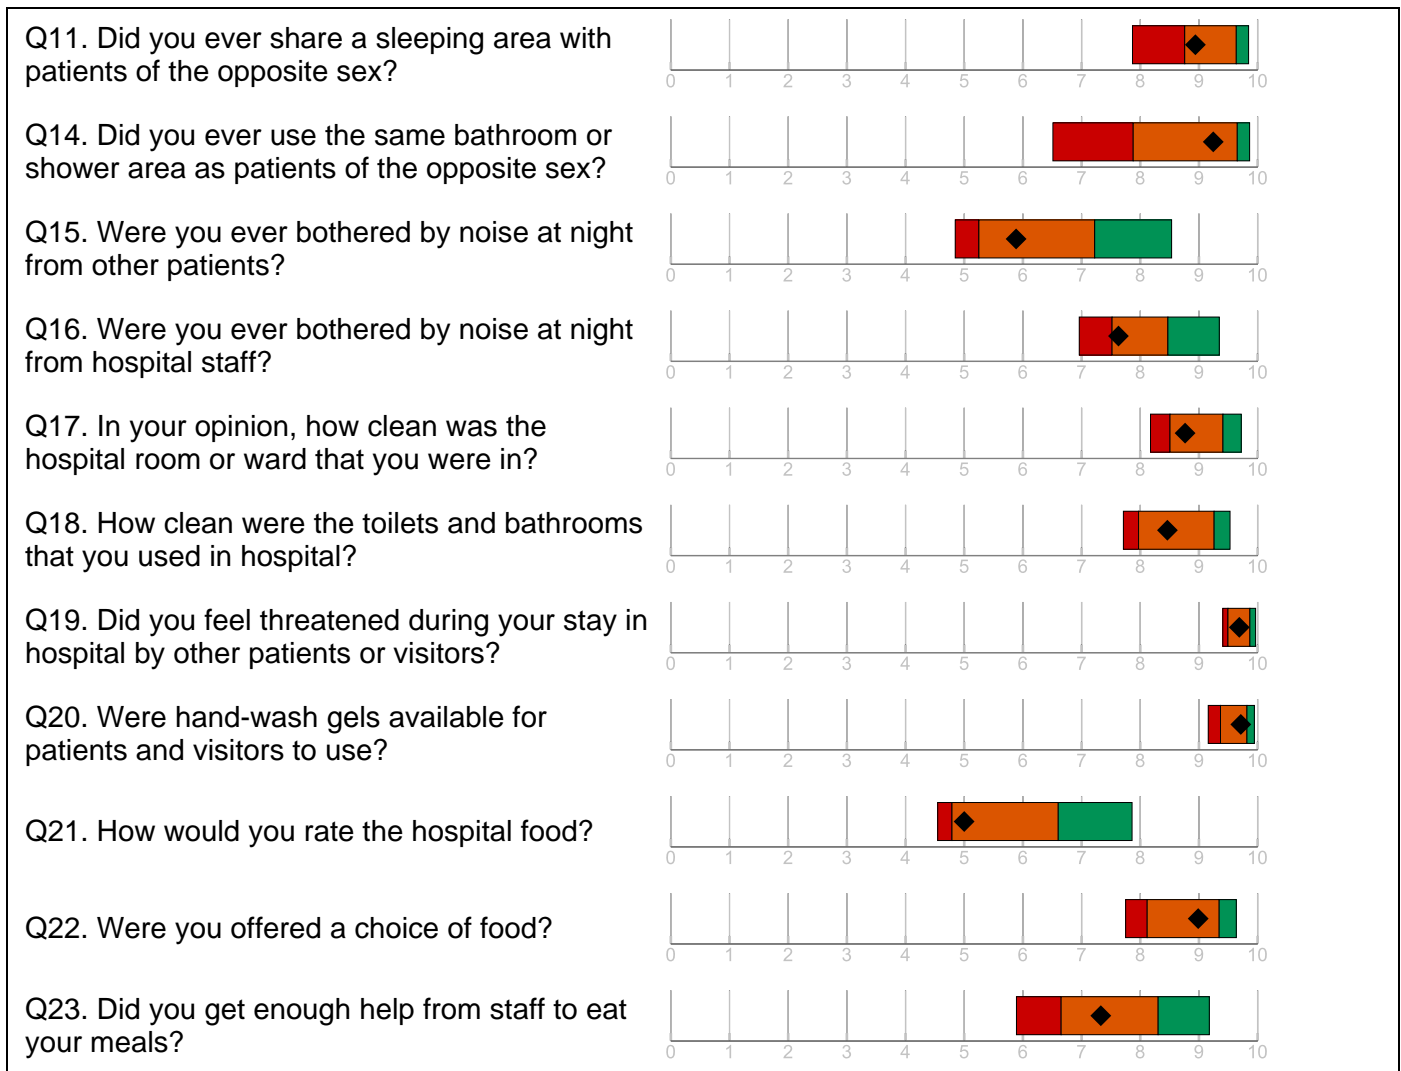 Q11. Did you ever share a sleeping area with
patients of the opposite sex?
0 1 2 3 4 5 6 7 8 9 10
Q14. Did you ever use the same bathroom or
shower area as patients of the opposite sex?
0 1 2 3 4 5 6 7 8 9 10
Q15. Were you ever bothered by noise at night
from other patients?
0 1 2 3 4 5 6 7 8 9 10
Q16. Were you ever bothered by noise at night
from hospital staff?
0 1 2 3 4 5 6 7 8 9 10
Q17. In your opinion, how clean was the
hospital room or ward that you were in?
0 1 2 3 4 5 6 7 8 9 10
Q18. How clean were the toilets and bathrooms
that you used in hospital?
0 1 2 3 4 5 6 7 8 9 10
Q19. Did you feel threatened during your stay in
hospital by other patients or visitors?
0 1 2 3 4 5 6 7 8 9 10
Q20. Were hand-wash gels available for
patients and visitors to use?
0 1 2 3 4 5 6 7 8 9 10
Q21. How would you rate the hospital food?
0 1 2 3 4 5 6 7 8 9 10
Q22. Were you offered a choice of food?
0 1 2 3 4 5 6 7 8 9 10
Q23. Did you get enough help from staff to eat
your meals?
0 1 2 3 4 5 6 7 8 9 10